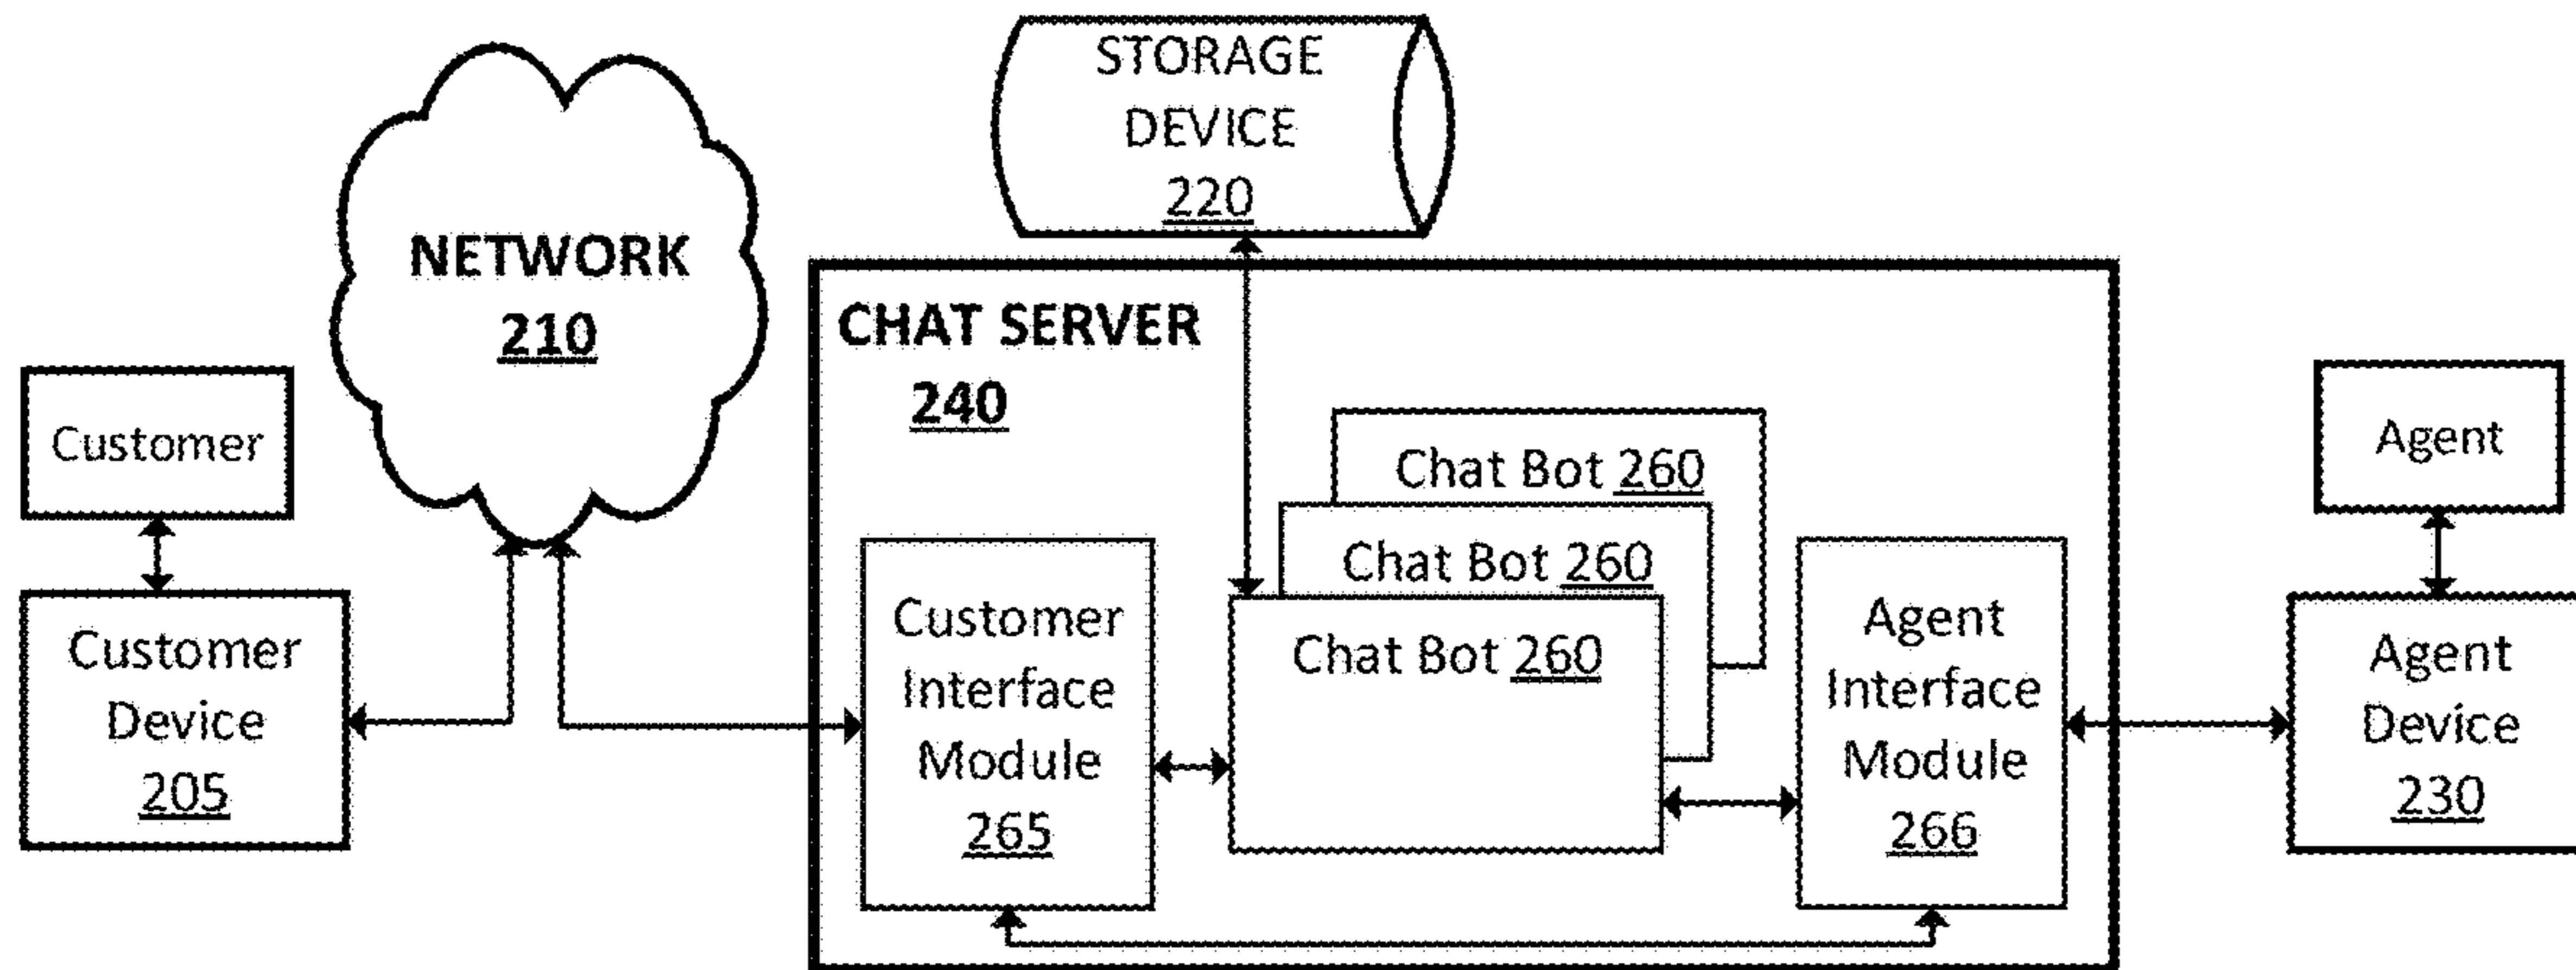 STORAGE
DEVICE
220
NETWORK
210
CHAT SERVER
240
Customer
Customer
Device
205
Customer
Interface
Module
265
Chat Bot 260
Chat Bot 260
Chat Bot 260
Agent
Interface
Module
266
Agent
Agent
Device
230